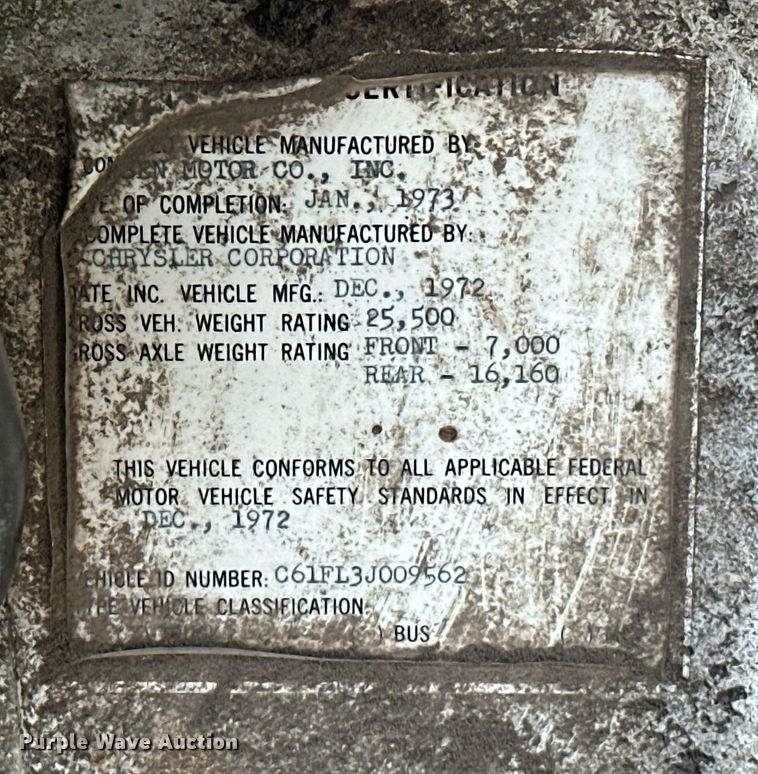 CERTIFICATION
VEHICLE MANUFACTURED BY:
MOTOR CO., INC.
OF COMPLETION: JAN., 1973
COMPLETE VEHICLE MANUFACTURED BY:
CHRYSLER CORPORATION
ATE INC. VEHICLE MFG.: DEC., 1972
ROSS VEH. WEIGHT RATING 25,500
ROSS AXLE WEIGHT RATING FRONT - 7,000
REAR - 16,160
THIS VEHICLE CONFORMS TO ALL APPLICABLE FEDERAL
MOTOR VEHICLE SAFETY STANDARDS IN EFFECT IN
DEC., 1972
EHICLE ID NUMBER: C61FL3J009562
THE VEHICLE CLASSIFICATION.
) BUS ( )
Purple Wave Auction